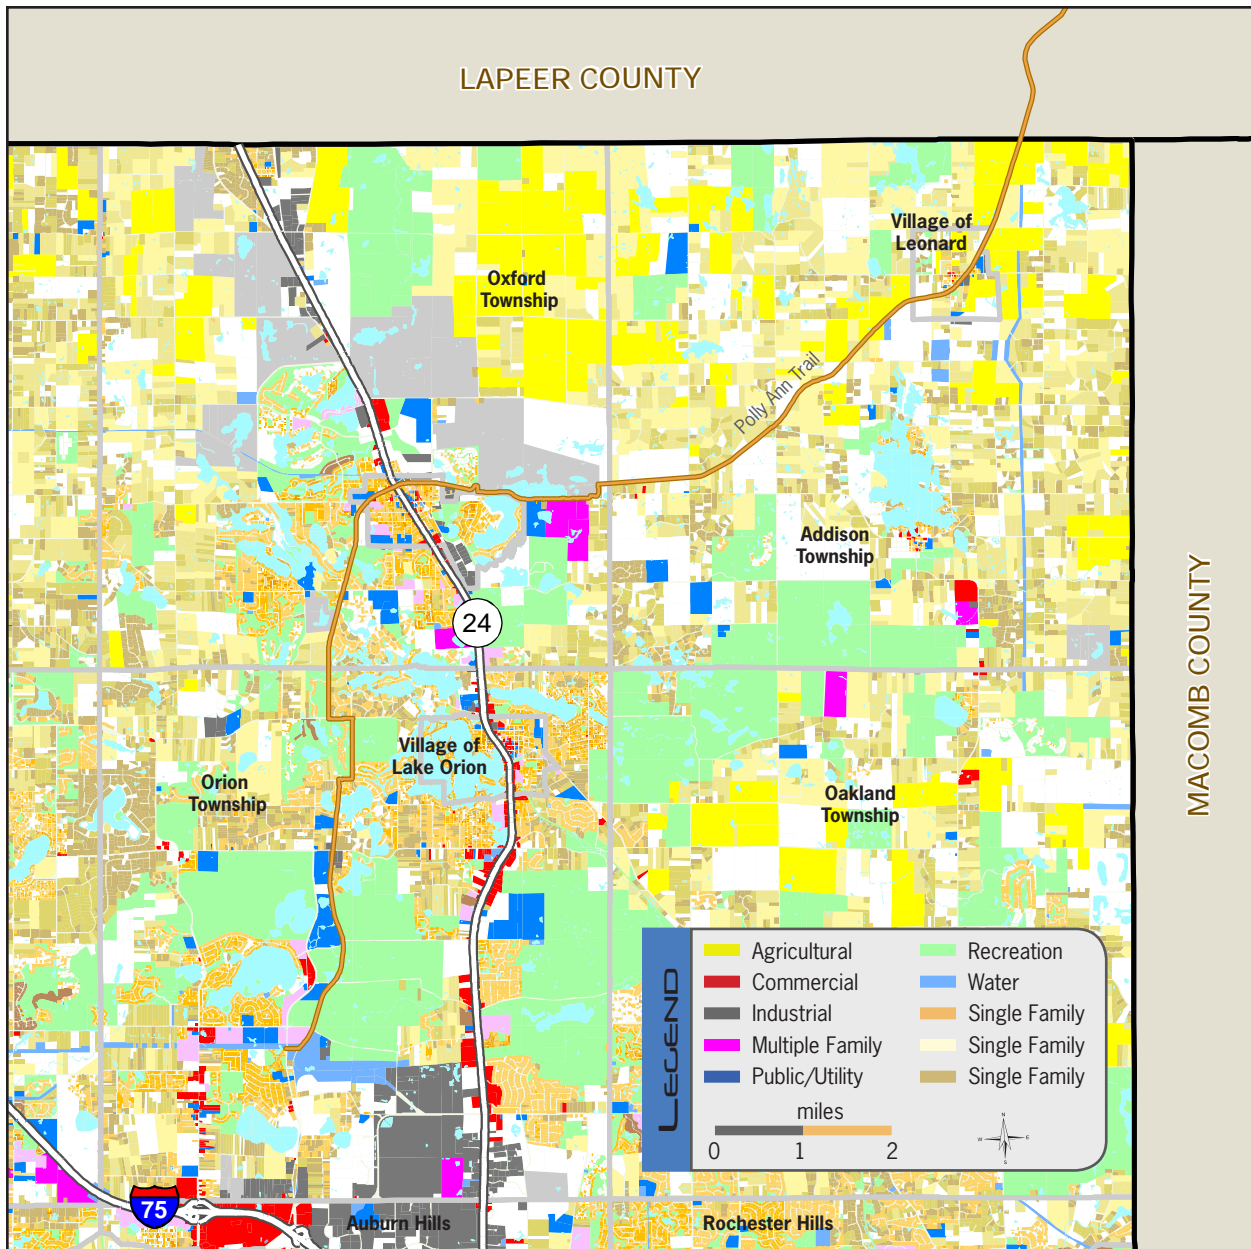 LAPEER COUNTY
Village of
Leonard
Oxford
Township
Polly Ann Trail
Addison
Township
MACOMB COUNTY
24
Village of
Lake Orion
Orion
Township
Oakland
Township
LEGEND
Agricultural
Commercial
Industrial
Multiple Family
Public/Utility
Recreation
Water
Single Family
Single Family
Single Family
miles
0 1 2
N
W E
S
75
Auburn Hills
Rochester Hills